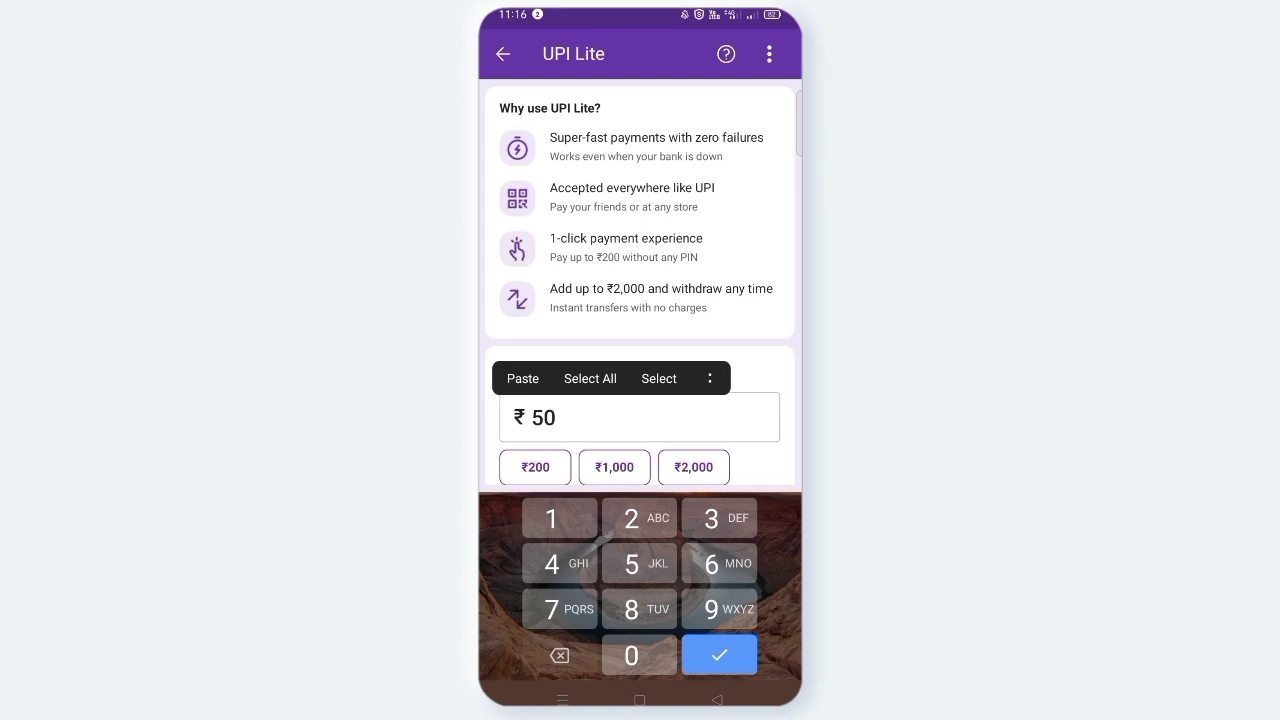 11:16 2 82
UPI Lite
Why use UPI Lite?
Super-fast payments with zero failures
Works even when your bank is down
Accepted everywhere like UPI
Pay your friends or at any store
1-click payment experience
Pay up to ₹200 without any PIN
Add up to ₹2,000 and withdraw any time
Instant transfers with no charges
Paste Select All Select
₹ 50
₹200 ₹1,000 ₹2,000
1 2 ABC 3 DEF
4 GHI 5 JKL 6 MNO
7 PQRS 8 TUV 9 WXYZ
0